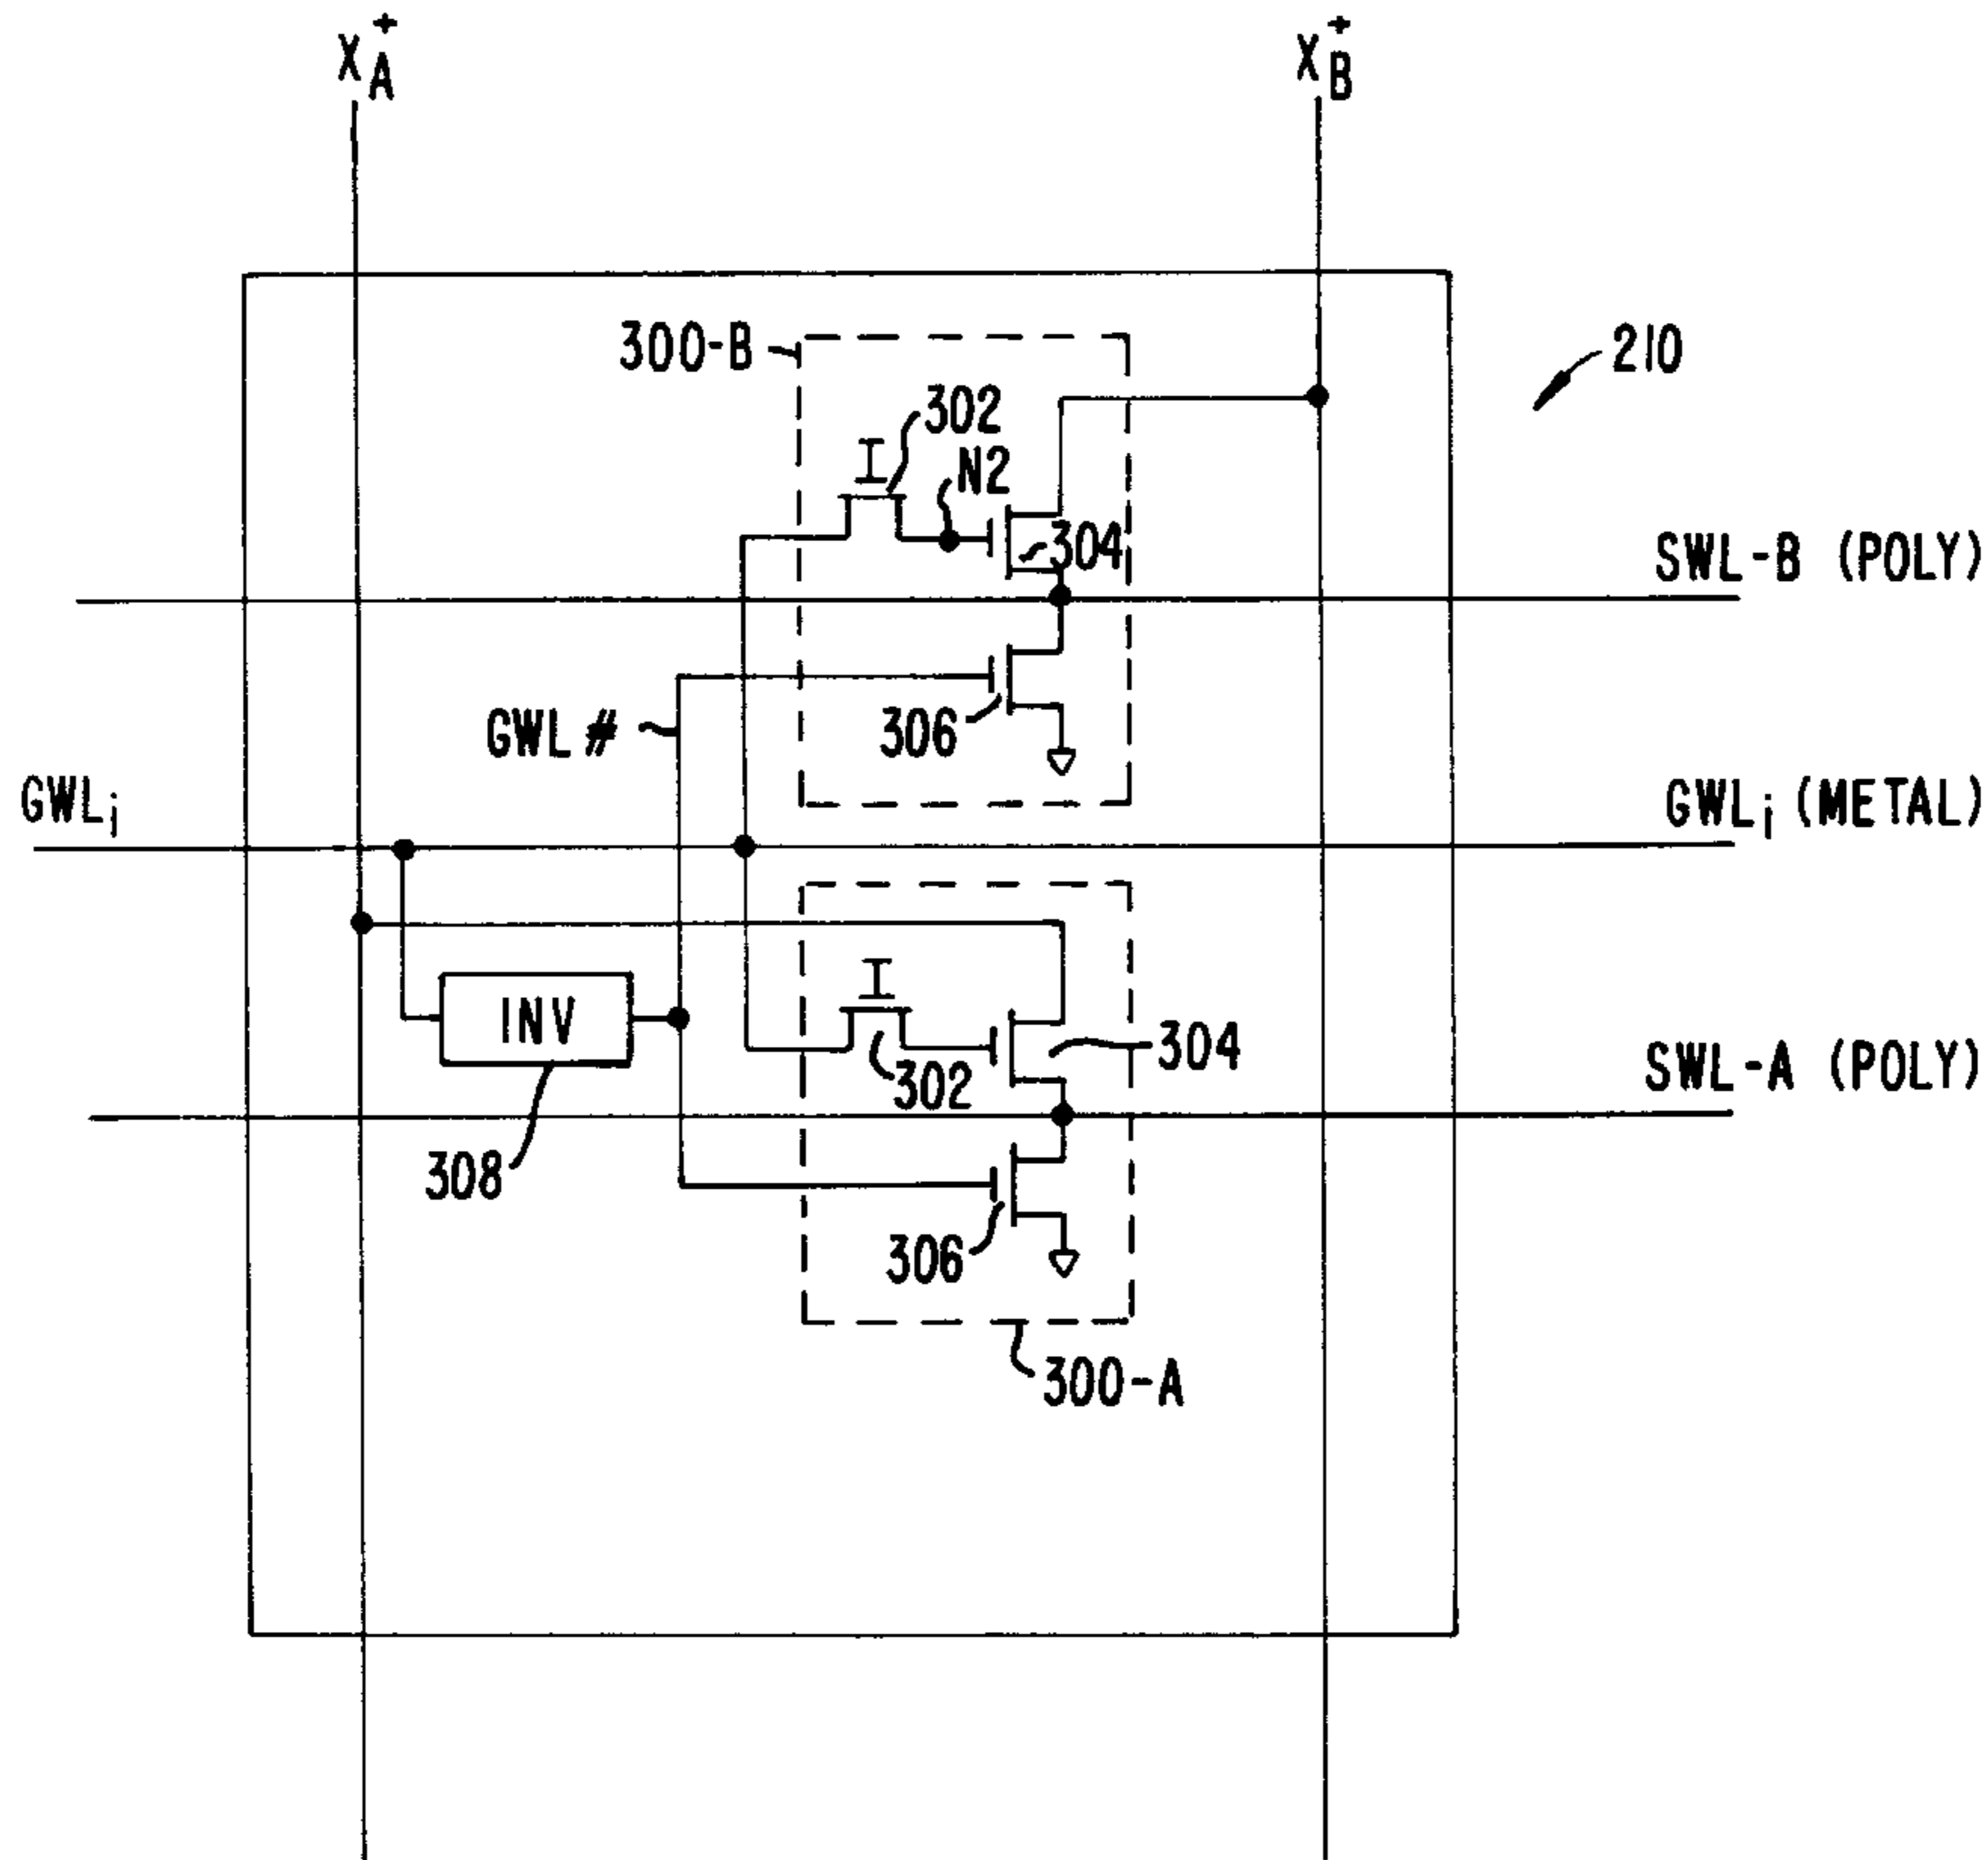 X+A
X+B
300-B
210
302
N2
304
SWL-B (POLY)
306
GWL #
GWLi
GWLi (METAL)
INV
304
302
SWL-A (POLY)
308
306
300-A